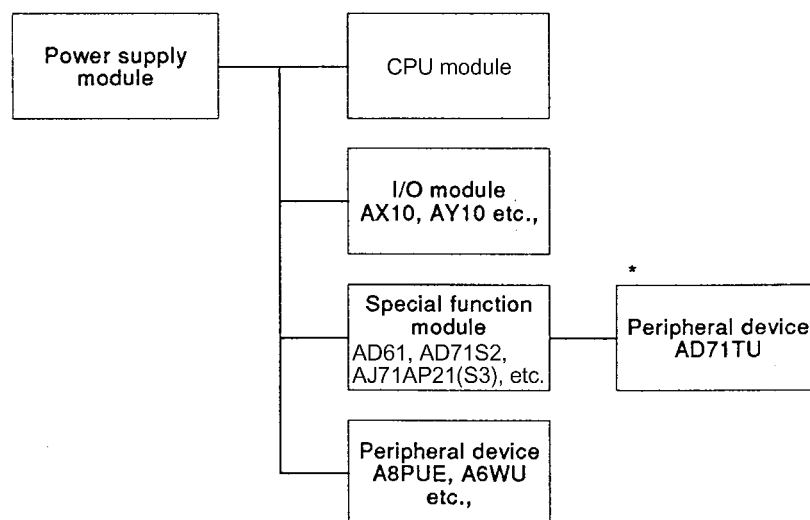 Power supply
module
CPU module
I/O module
AX10, AY10 etc.,
*
Special function
module
AD61, AD71S2,
AJ71AP21(S3), etc.
Peripheral device
AD71TU
Peripheral device
A8PUE, A6WU
etc.,